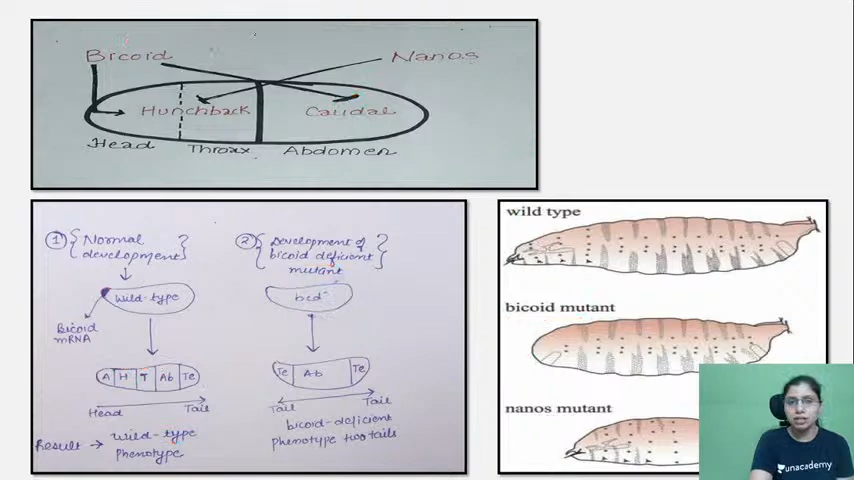 Bicoid
Nanos
Hunchback
Caudal
Head
Throax
Abdomen
① {Normal
development}
wild-type
Bicoid
mRNA
A H T Ab Te
Head
Tail
Result → wild-type
phenotype
② {Development of
bicoid deficient
mutant}
bcd⁻
Te Ab Te
Tail
Tail
bicoid-deficient
phenotype two tails
wild type
bicoid mutant
nanos mutant
unacademy